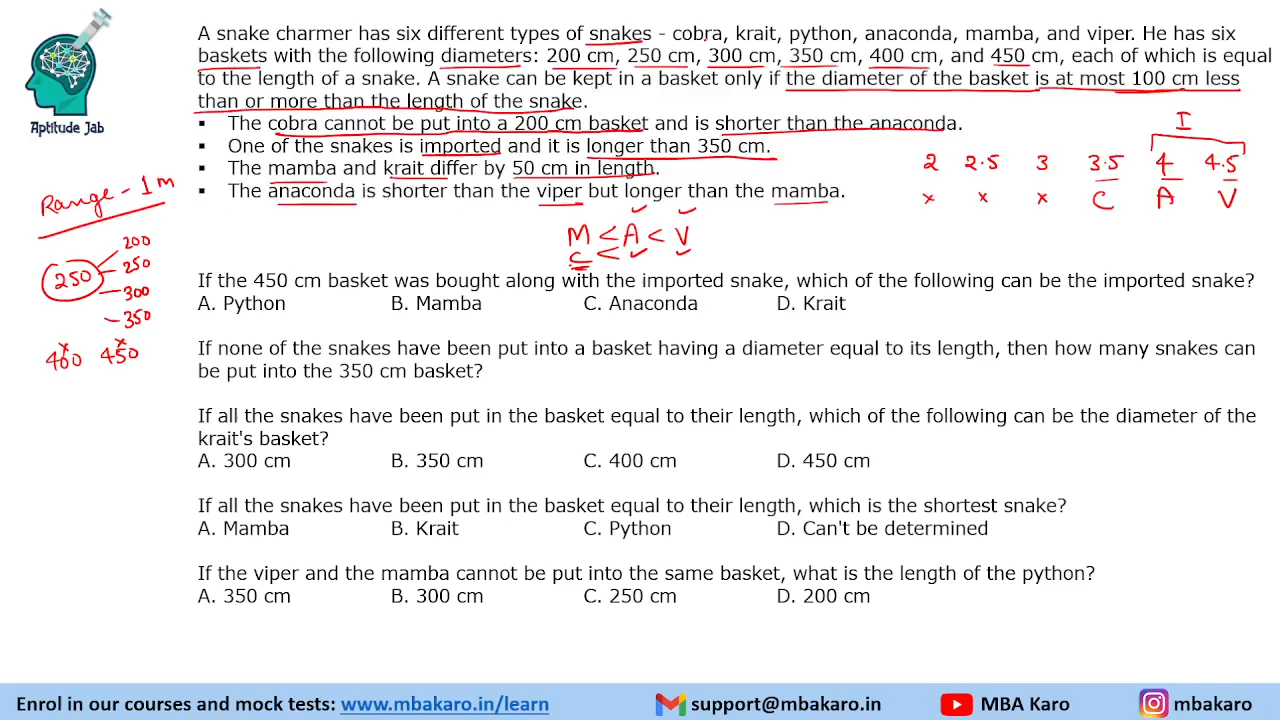 A snake charmer has six different types of snakes - cobra, krait, python, anaconda, mamba, and viper. He has six
baskets with the following diameters: 200 cm, 250 cm, 300 cm, 350 cm, 400 cm, and 450 cm, each of which is equal
to the length of a snake. A snake can be kept in a basket only if the diameter of the basket is at most 100 cm less
than or more than the length of the snake.
Aptitude Jab
▪ The cobra cannot be put into a 200 cm basket and is shorter than the anaconda.
▪ One of the snakes is imported and it is longer than 350 cm.
▪ The mamba and krait differ by 50 cm in length.
▪ The anaconda is shorter than the viper but longer than the mamba.
I
2 2.5 3 3.5 4 4.5
x x x C A V
Range - 1m
250
200
250
300
350
400 450
x x
M < A < V
C <
If the 450 cm basket was bought along with the imported snake, which of the following can be the imported snake?
A. Python B. Mamba C. Anaconda D. Krait
If none of the snakes have been put into a basket having a diameter equal to its length, then how many snakes can
be put into the 350 cm basket?
If all the snakes have been put in the basket equal to their length, which of the following can be the diameter of the
krait's basket?
A. 300 cm B. 350 cm C. 400 cm D. 450 cm
If all the snakes have been put in the basket equal to their length, which is the shortest snake?
A. Mamba B. Krait C. Python D. Can't be determined
If the viper and the mamba cannot be put into the same basket, what is the length of the python?
A. 350 cm B. 300 cm C. 250 cm D. 200 cm
Enrol in our courses and mock tests: www.mbakaro.in/learn support@mbakaro.in MBA Karo mbakaro